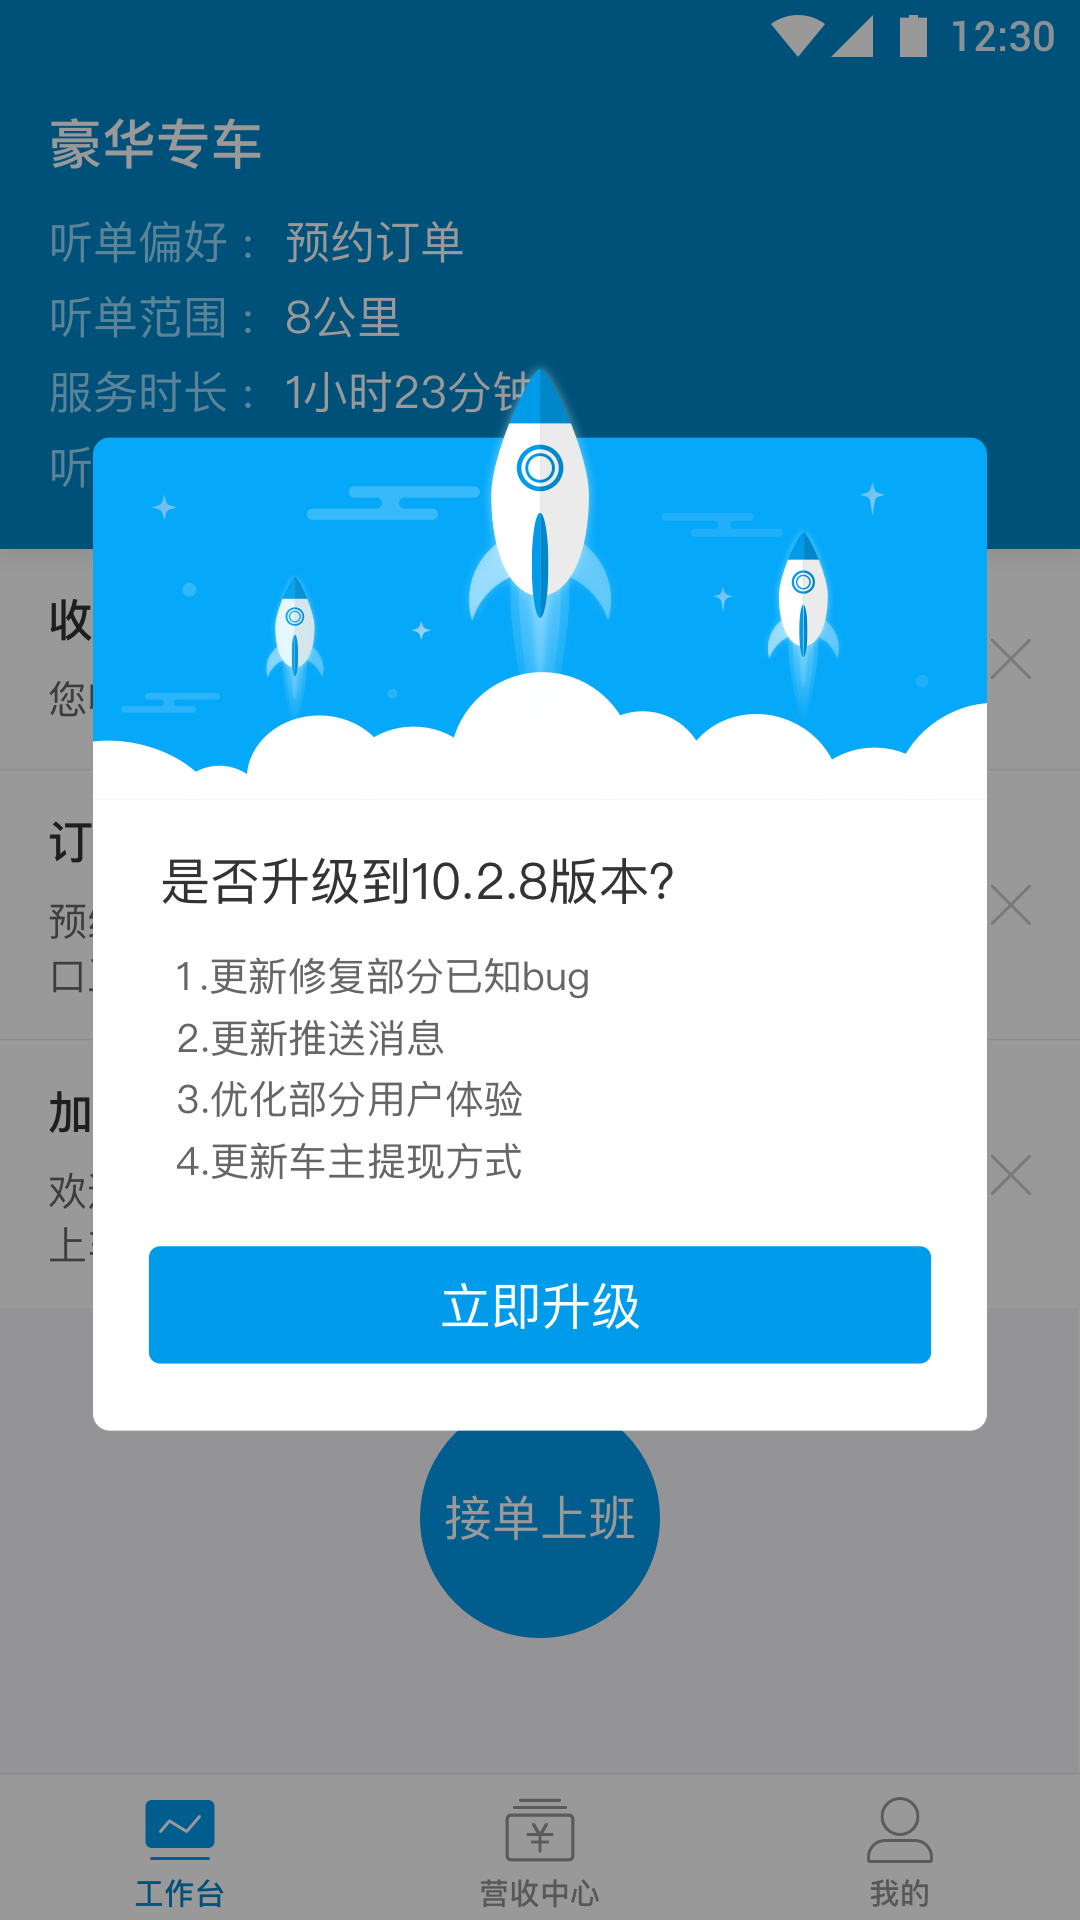 12:30
豪华专车
听单偏好： 预约订单
听单范围： 8公里
服务时长： 1小时23分钟
听
收
您
是否升级到10.2.8版本?
订
1.更新修复部分已知bug
预
口
2.更新推送消息
3.优化部分用户体验
加
4.更新车主提现方式
欢
上
立即升级
接单上班
工作台
营收中心
我的